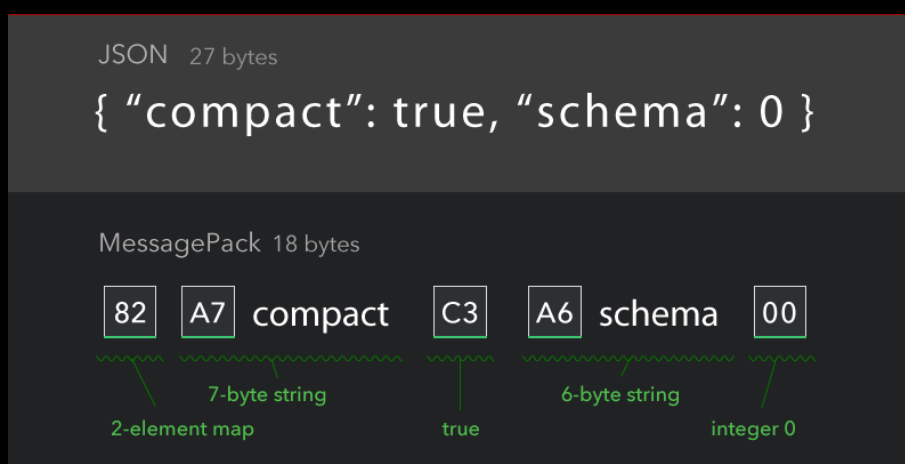 JSON 27 bytes
{ “compact”: true, “schema”: 0 }
MessagePack 18 bytes
82 A7 compact C3 A6 schema 00
7-byte string 6-byte string
2-element map true integer 0